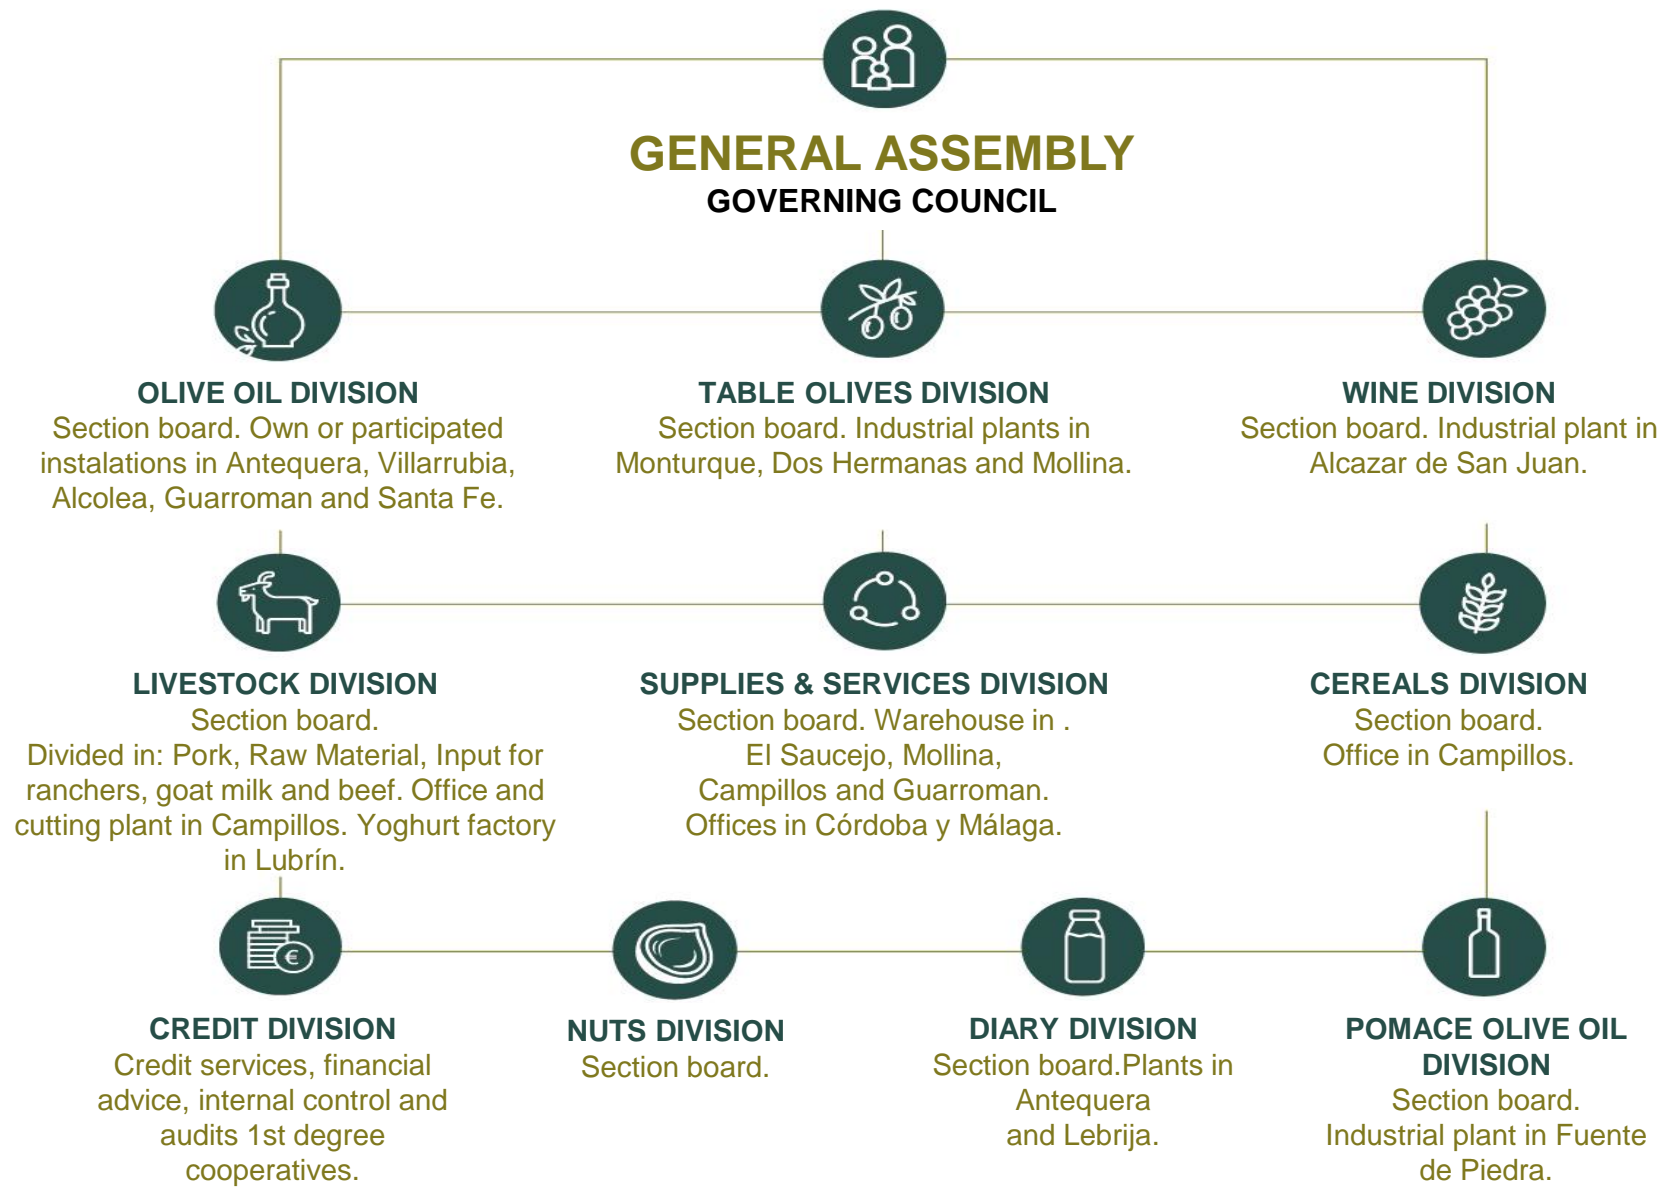 GENERAL ASSEMBLY
GOVERNING COUNCIL
OLIVE OIL DIVISION
Section board. Own or participated
instalations in Antequera, Villarrubia,
Alcolea, Guarroman and Santa Fe.
TABLE OLIVES DIVISION
Section board. Industrial plants in
Monturque, Dos Hermanas and Mollina.
WINE DIVISION
Section board. Industrial plant in
Alcazar de San Juan.
LIVESTOCK DIVISION
Section board.
Divided in: Pork, Raw Material, Input for
ranchers, goat milk and beef. Office and
cutting plant in Campillos. Yoghurt factory
in Lubrín.
SUPPLIES & SERVICES DIVISION
Section board. Warehouse in .
El Saucejo, Mollina,
Campillos and Guarroman.
Offices in Córdoba y Málaga.
CEREALS DIVISION
Section board.
Office in Campillos.
€
CREDIT DIVISION
Credit services, financial
advice, internal control and
audits 1st degree
cooperatives.
NUTS DIVISION
Section board.
DIARY DIVISION
Section board.Plants in
Antequera
and Lebrija.
POMACE OLIVE OIL
DIVISION
Section board.
Industrial plant in Fuente
de Piedra.